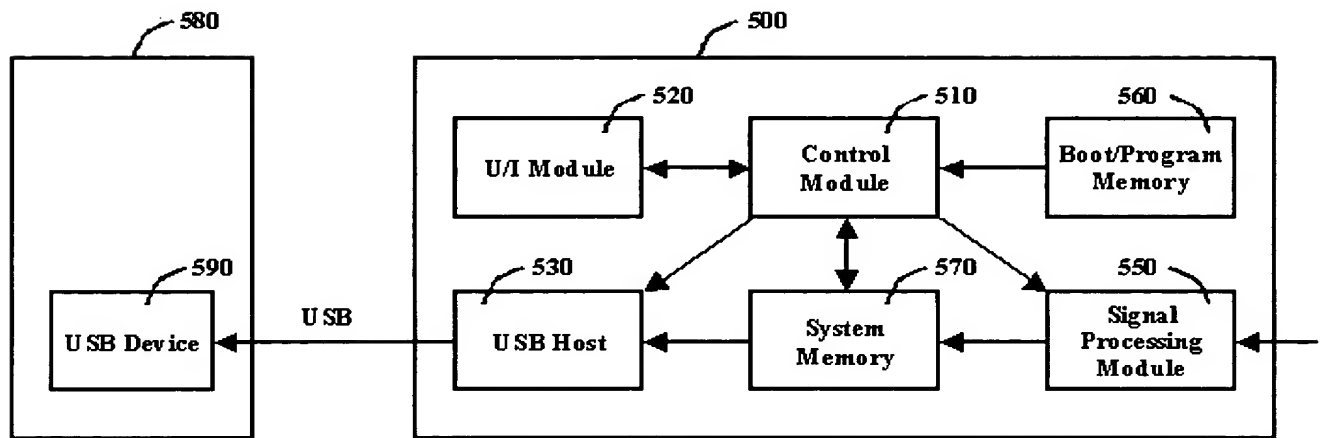 580
500
520
510
560
U/I Module
Control
Module
Boot/Program
Memory
590
530
570
550
USB Device
USB
USB Host
System
Memory
Signal
Processing
Module